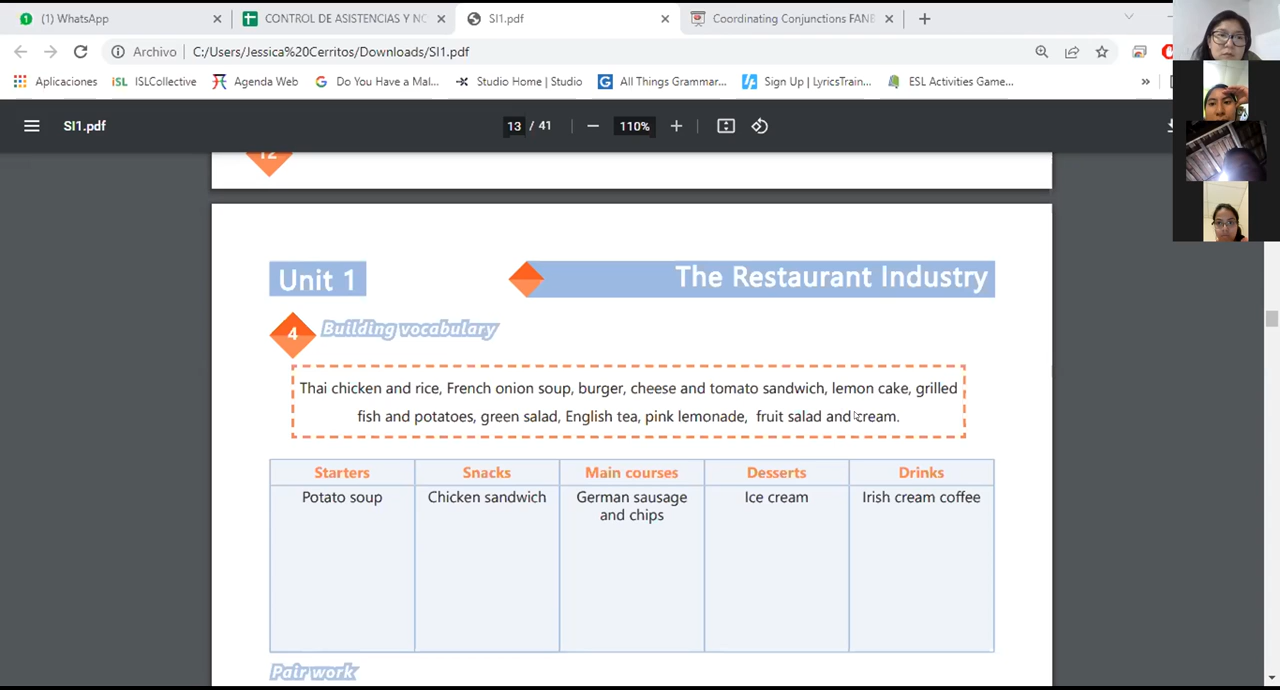 (1) WhatsApp
CONTROL DE ASISTENCIAS Y NO
SI1.pdf
Coordinating Conjunctions FANB
Archivo
C:/Users/Jessica%20Cerritos/Downloads/SI1.pdf
Aplicaciones
iSL ISLCollective
Agenda Web
Do You Have a Mal...
Studio Home | Studio
All Things Grammar...
Sign Up | LyricsTrain...
ESL Activities Game...
»
SI1.pdf
13 / 41
110%
12
Unit 1
The Restaurant Industry
4
Building vocabulary
Thai chicken and rice, French onion soup, burger, cheese and tomato sandwich, lemon cake, grilled
fish and potatoes, green salad, English tea, pink lemonade, fruit salad and cream.
Starters Snacks Main courses Desserts Drinks
Potato soup Chicken sandwich German sausage Ice cream Irish cream coffee
and chips
Pair work